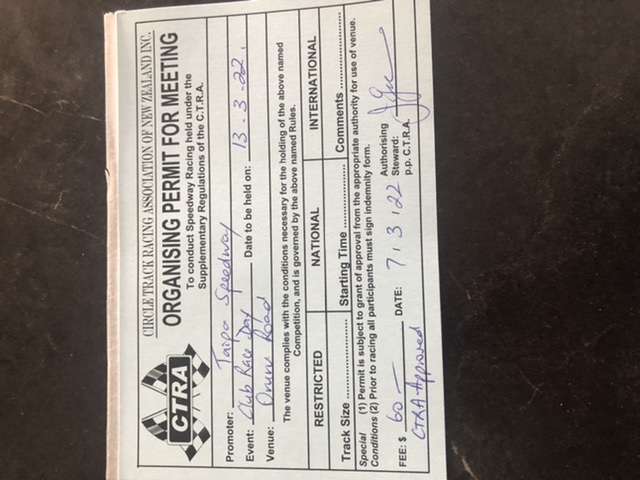 CIRCLE TRACK RACING ASSOCIATION OF NEW ZEALAND INC.
CTRA
ORGANISING PERMIT FOR MEETING
To conduct Speedway Racing held under the
Supplementary Regulations of the C.T.R.A.
Promoter: Taipa Speedway
Event: Club Race Day Date to be held on: 13 - 3 - 22.
Venue: Oruru Road
The venue complies with the conditions necessary for the holding of the above named
Competition, and is governed by the above named Rules.
RESTRICTED NATIONAL INTERNATIONAL
Track Size .................. Starting Time .................. Comments ..................
Special (1) Permit is subject to grant of approval from the appropriate authority for use of venue.
Conditions (2) Prior to racing all participants must sign indemnity form.
FEE: $ 60 — DATE: 7 / 3 / 22 Authorising
Steward:
p.p. C.T.R.A.
CTRA Approved